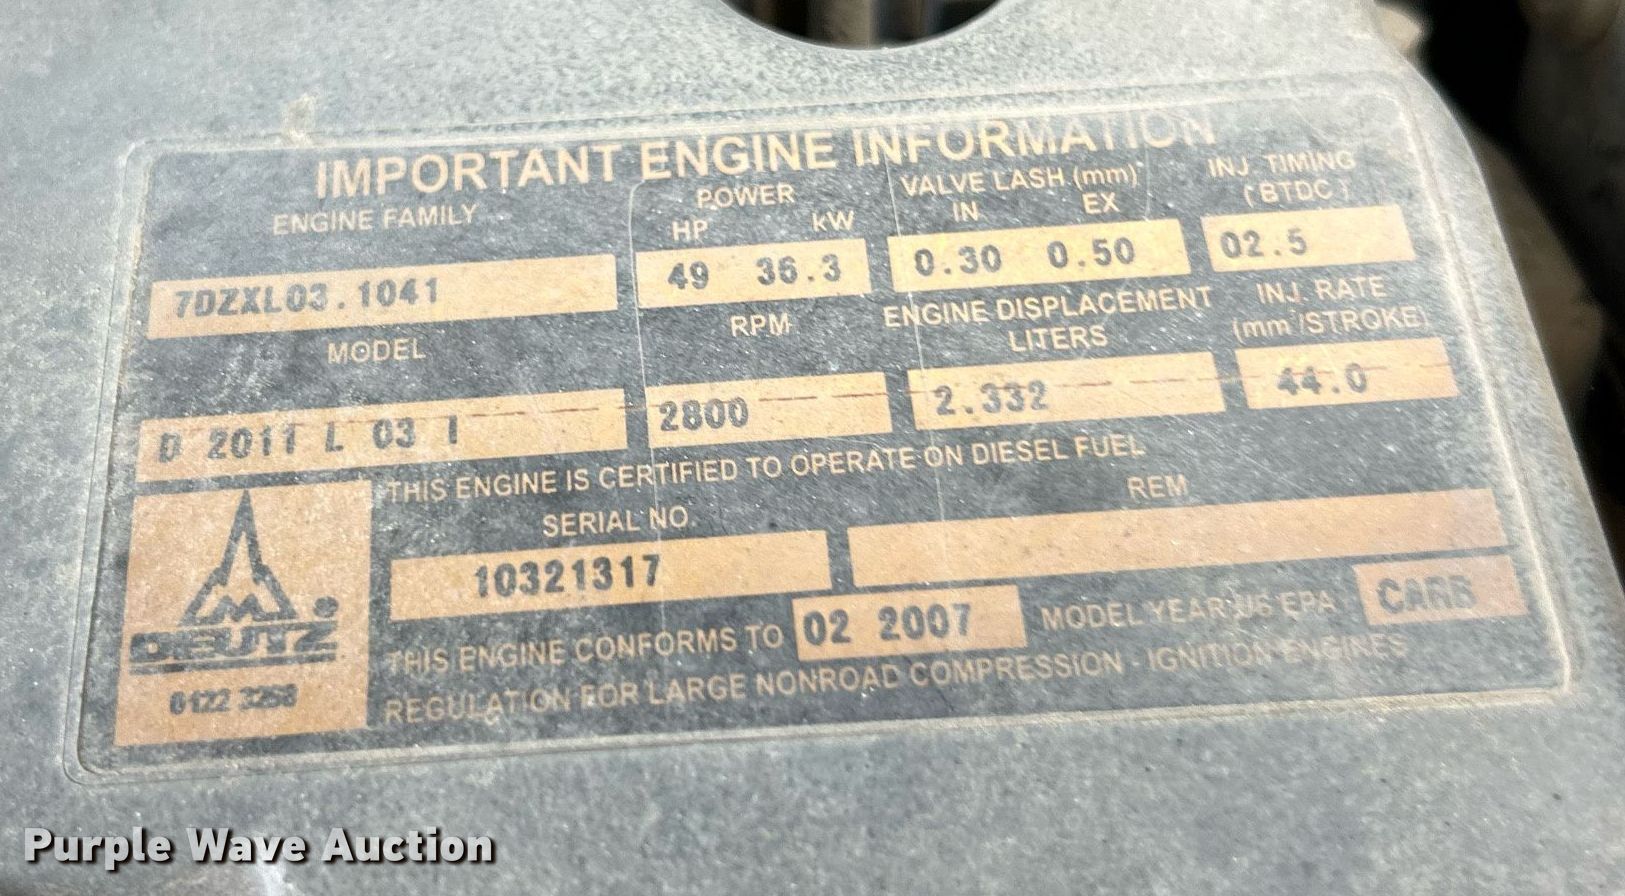 IMPORTANT ENGINE INFORMATION
ENGINE FAMILY POWER VALVE LASH (mm) INJ. TIMING
HP kW IN EX (BTDC)
7DZXL03.1041 49 36.3 0.30 0.50 02.5
MODEL RPM ENGINE DISPLACEMENT INJ. RATE
LITERS (mm³/STROKE)
D 2011 L 03 I 2800 2.332 44.0
THIS ENGINE IS CERTIFIED TO OPERATE ON DIESEL FUEL
SERIAL NO. REM
10321317
THIS ENGINE CONFORMS TO 02 2007 MODEL YEAR US EPA CARB
REGULATION FOR LARGE NONROAD COMPRESSION - IGNITION ENGINES
DEUTZ
0122 3268
Purple Wave Auction